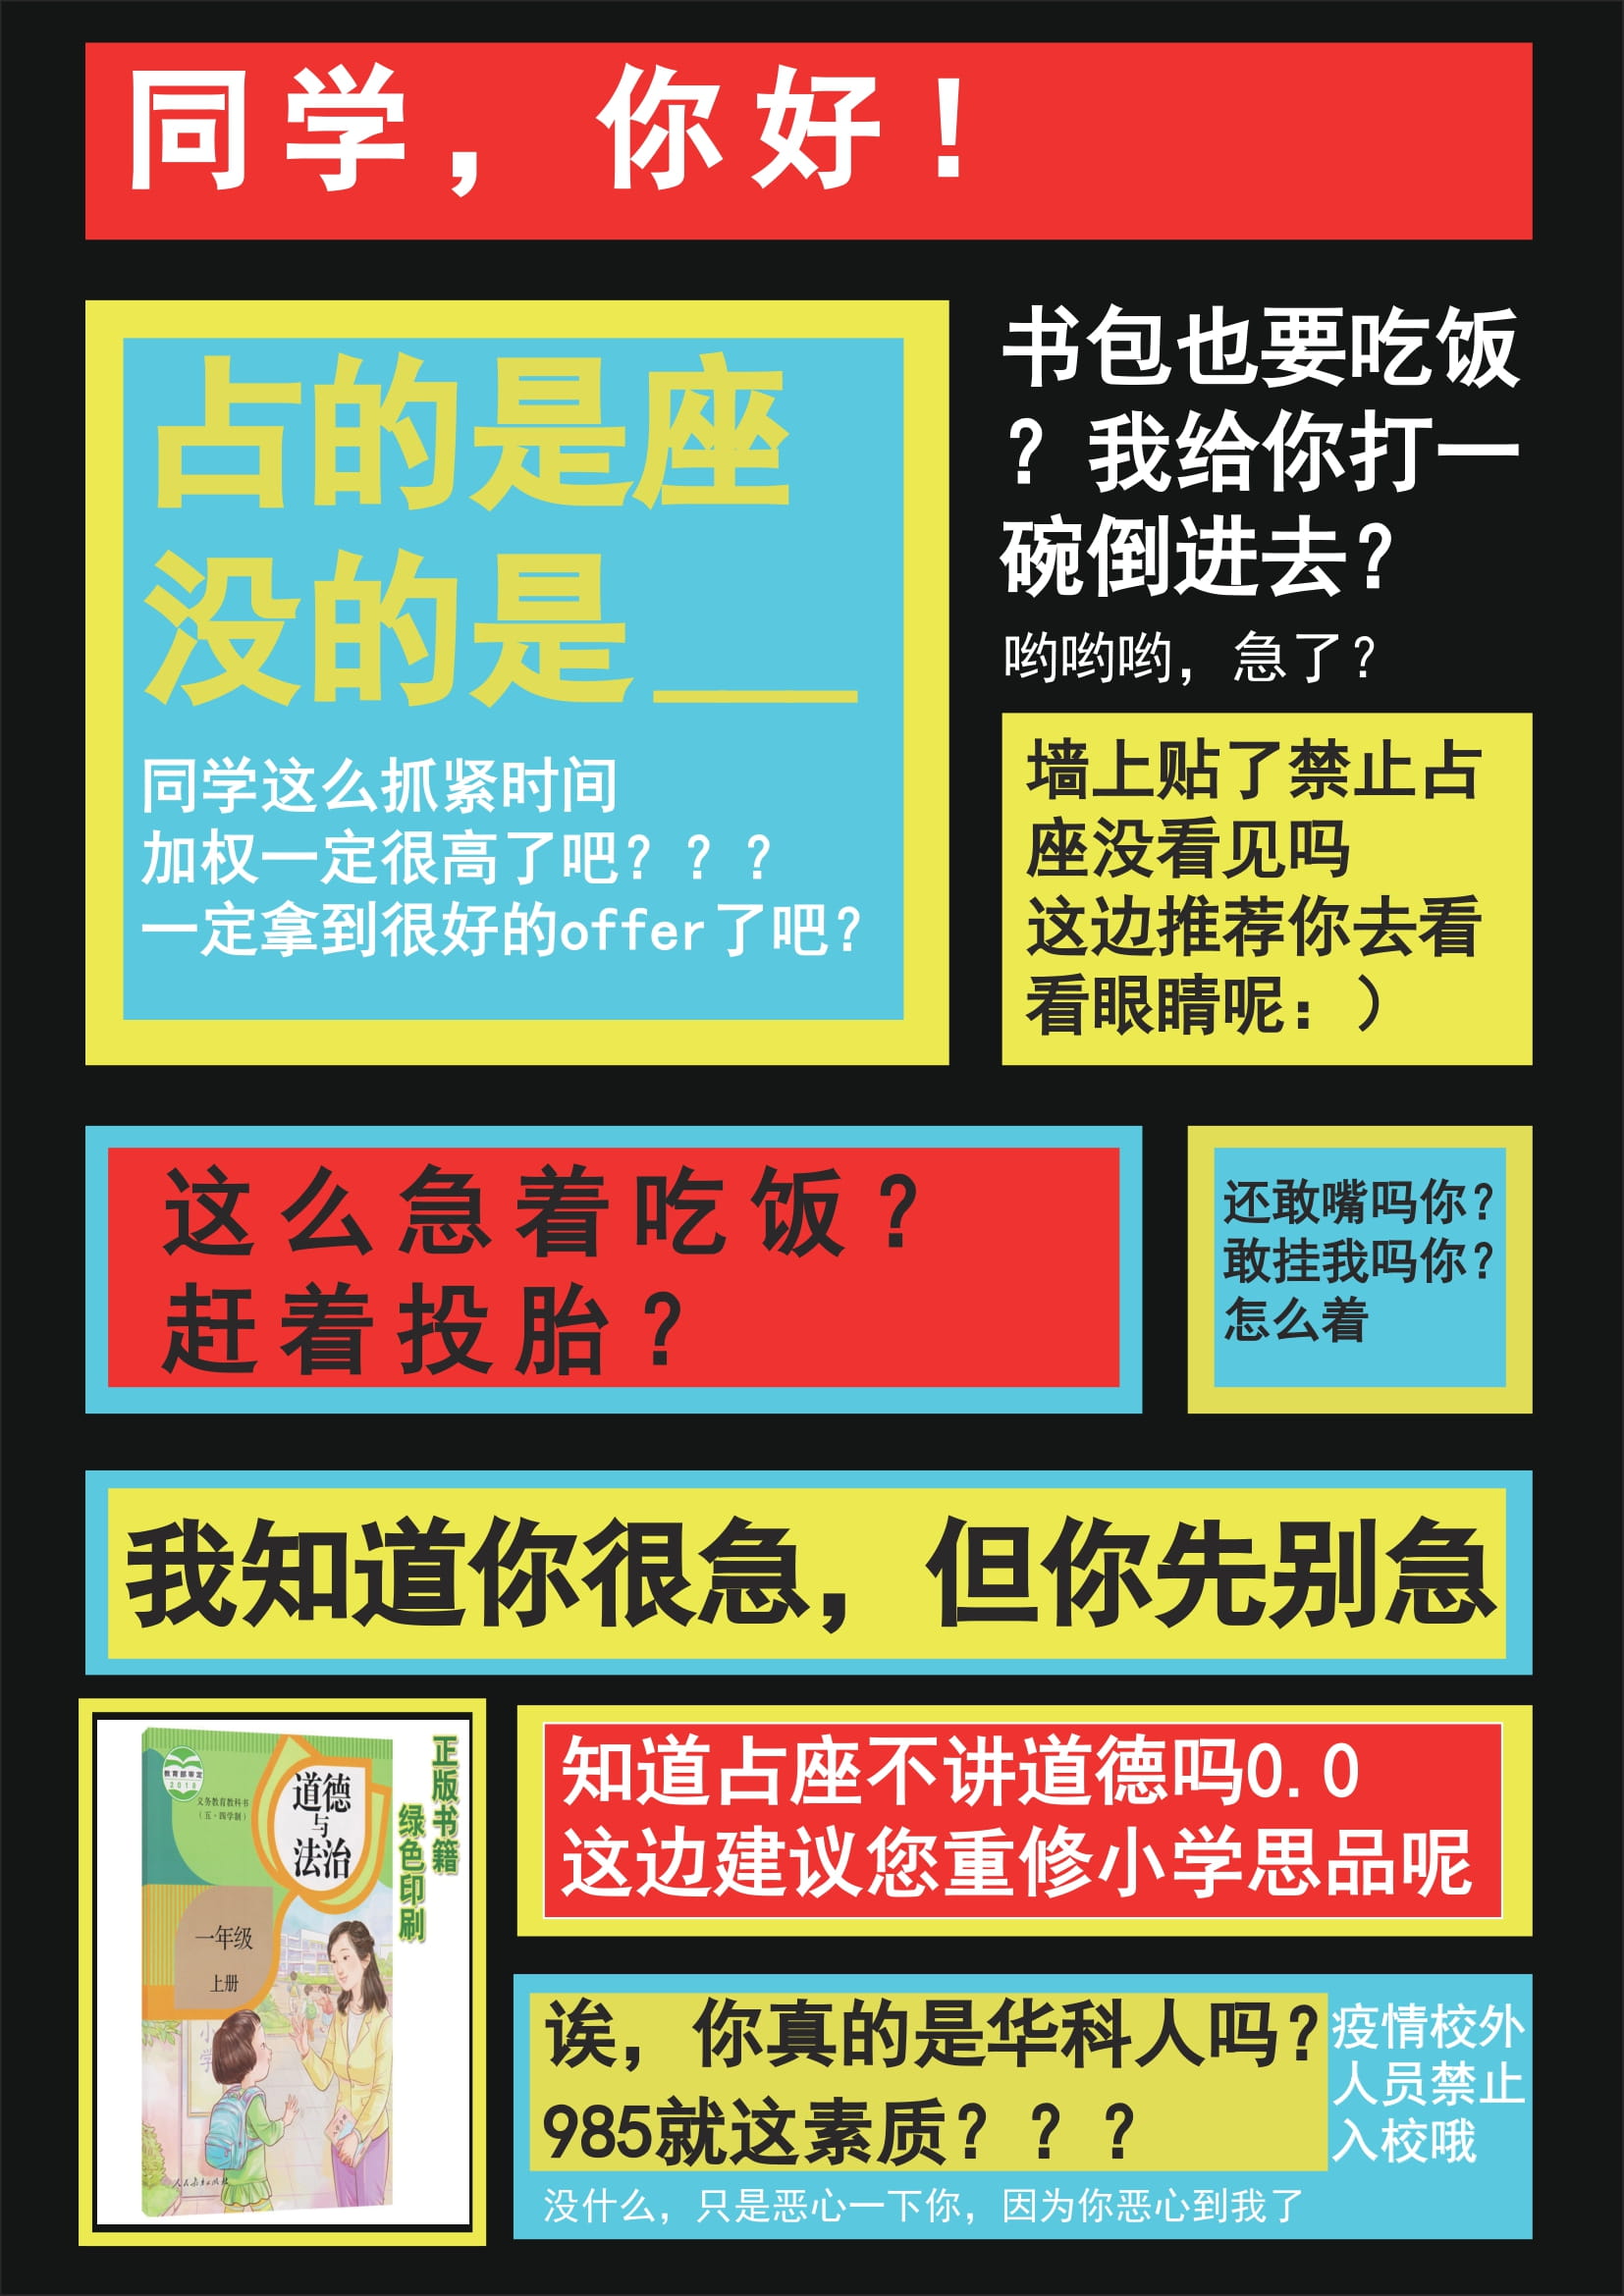 同学，你好！
占的是座
没的是___
同学这么抓紧时间
加权一定很高了吧？？？
一定拿到很好的offer了吧？
书包也要吃饭
？我给你打一
碗倒进去？
哟哟哟，急了？
墙上贴了禁止占
座没看见吗
这边推荐你去看
看眼睛呢：）
这么急着吃饭？
赶着投胎？
还敢嘴吗你？
敢挂我吗你？
怎么着
我知道你很急，但你先别急
教育部审定
2018
义务教育教科书
（五·四学制）
道德
与
法治
一年级
上册
人民教育出版社
正版书籍
绿色印刷
知道占座不讲道德吗0.0
这边建议您重修小学思品呢
诶，你真的是华科人吗？
985就这素质？？？
没什么，只是恶心一下你，因为你恶心到我了
疫情校外
人员禁止
入校哦